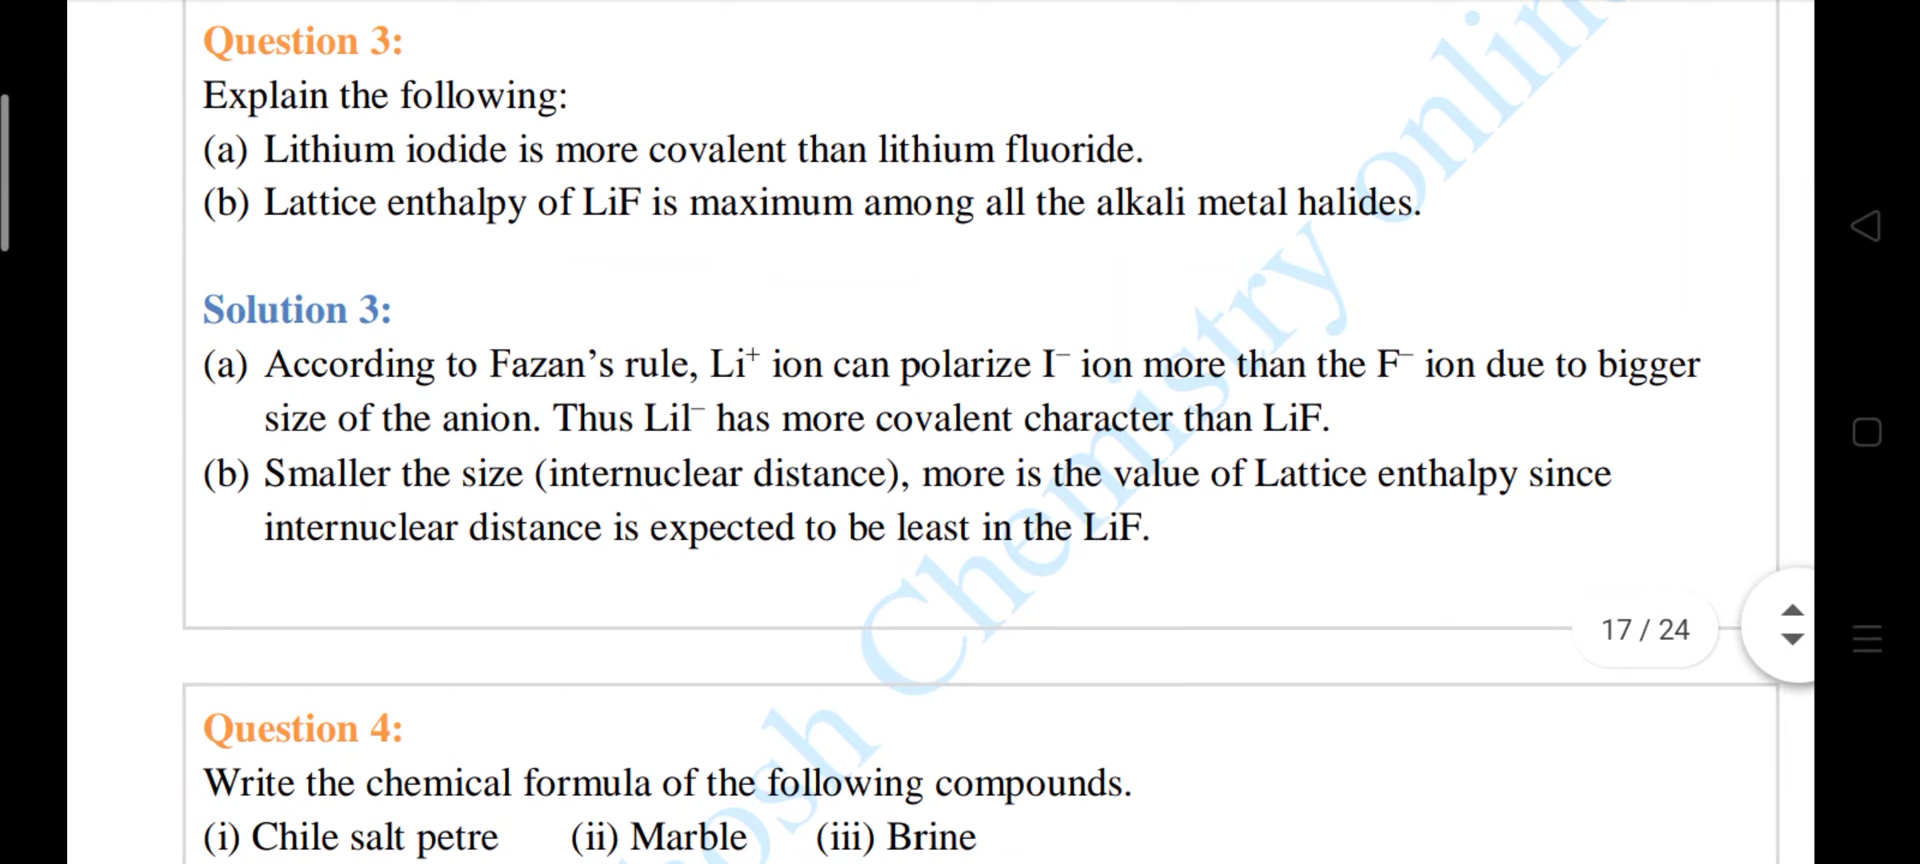 Question 3:
Explain the following:
(a) Lithium iodide is more covalent than lithium fluoride.
(b) Lattice enthalpy of LiF is maximum among all the alkali metal halides.
Solution 3:
(a) According to Fazan’s rule, Li⁺ ion can polarize I⁻ ion more than the F⁻ ion due to bigger
size of the anion. Thus Lil⁻ has more covalent character than LiF.
(b) Smaller the size (internuclear distance), more is the value of Lattice enthalpy since
internuclear distance is expected to be least in the LiF.
17 / 24
Question 4:
Write the chemical formula of the following compounds.
(i) Chile salt petre (ii) Marble (iii) Brine
Chemistry